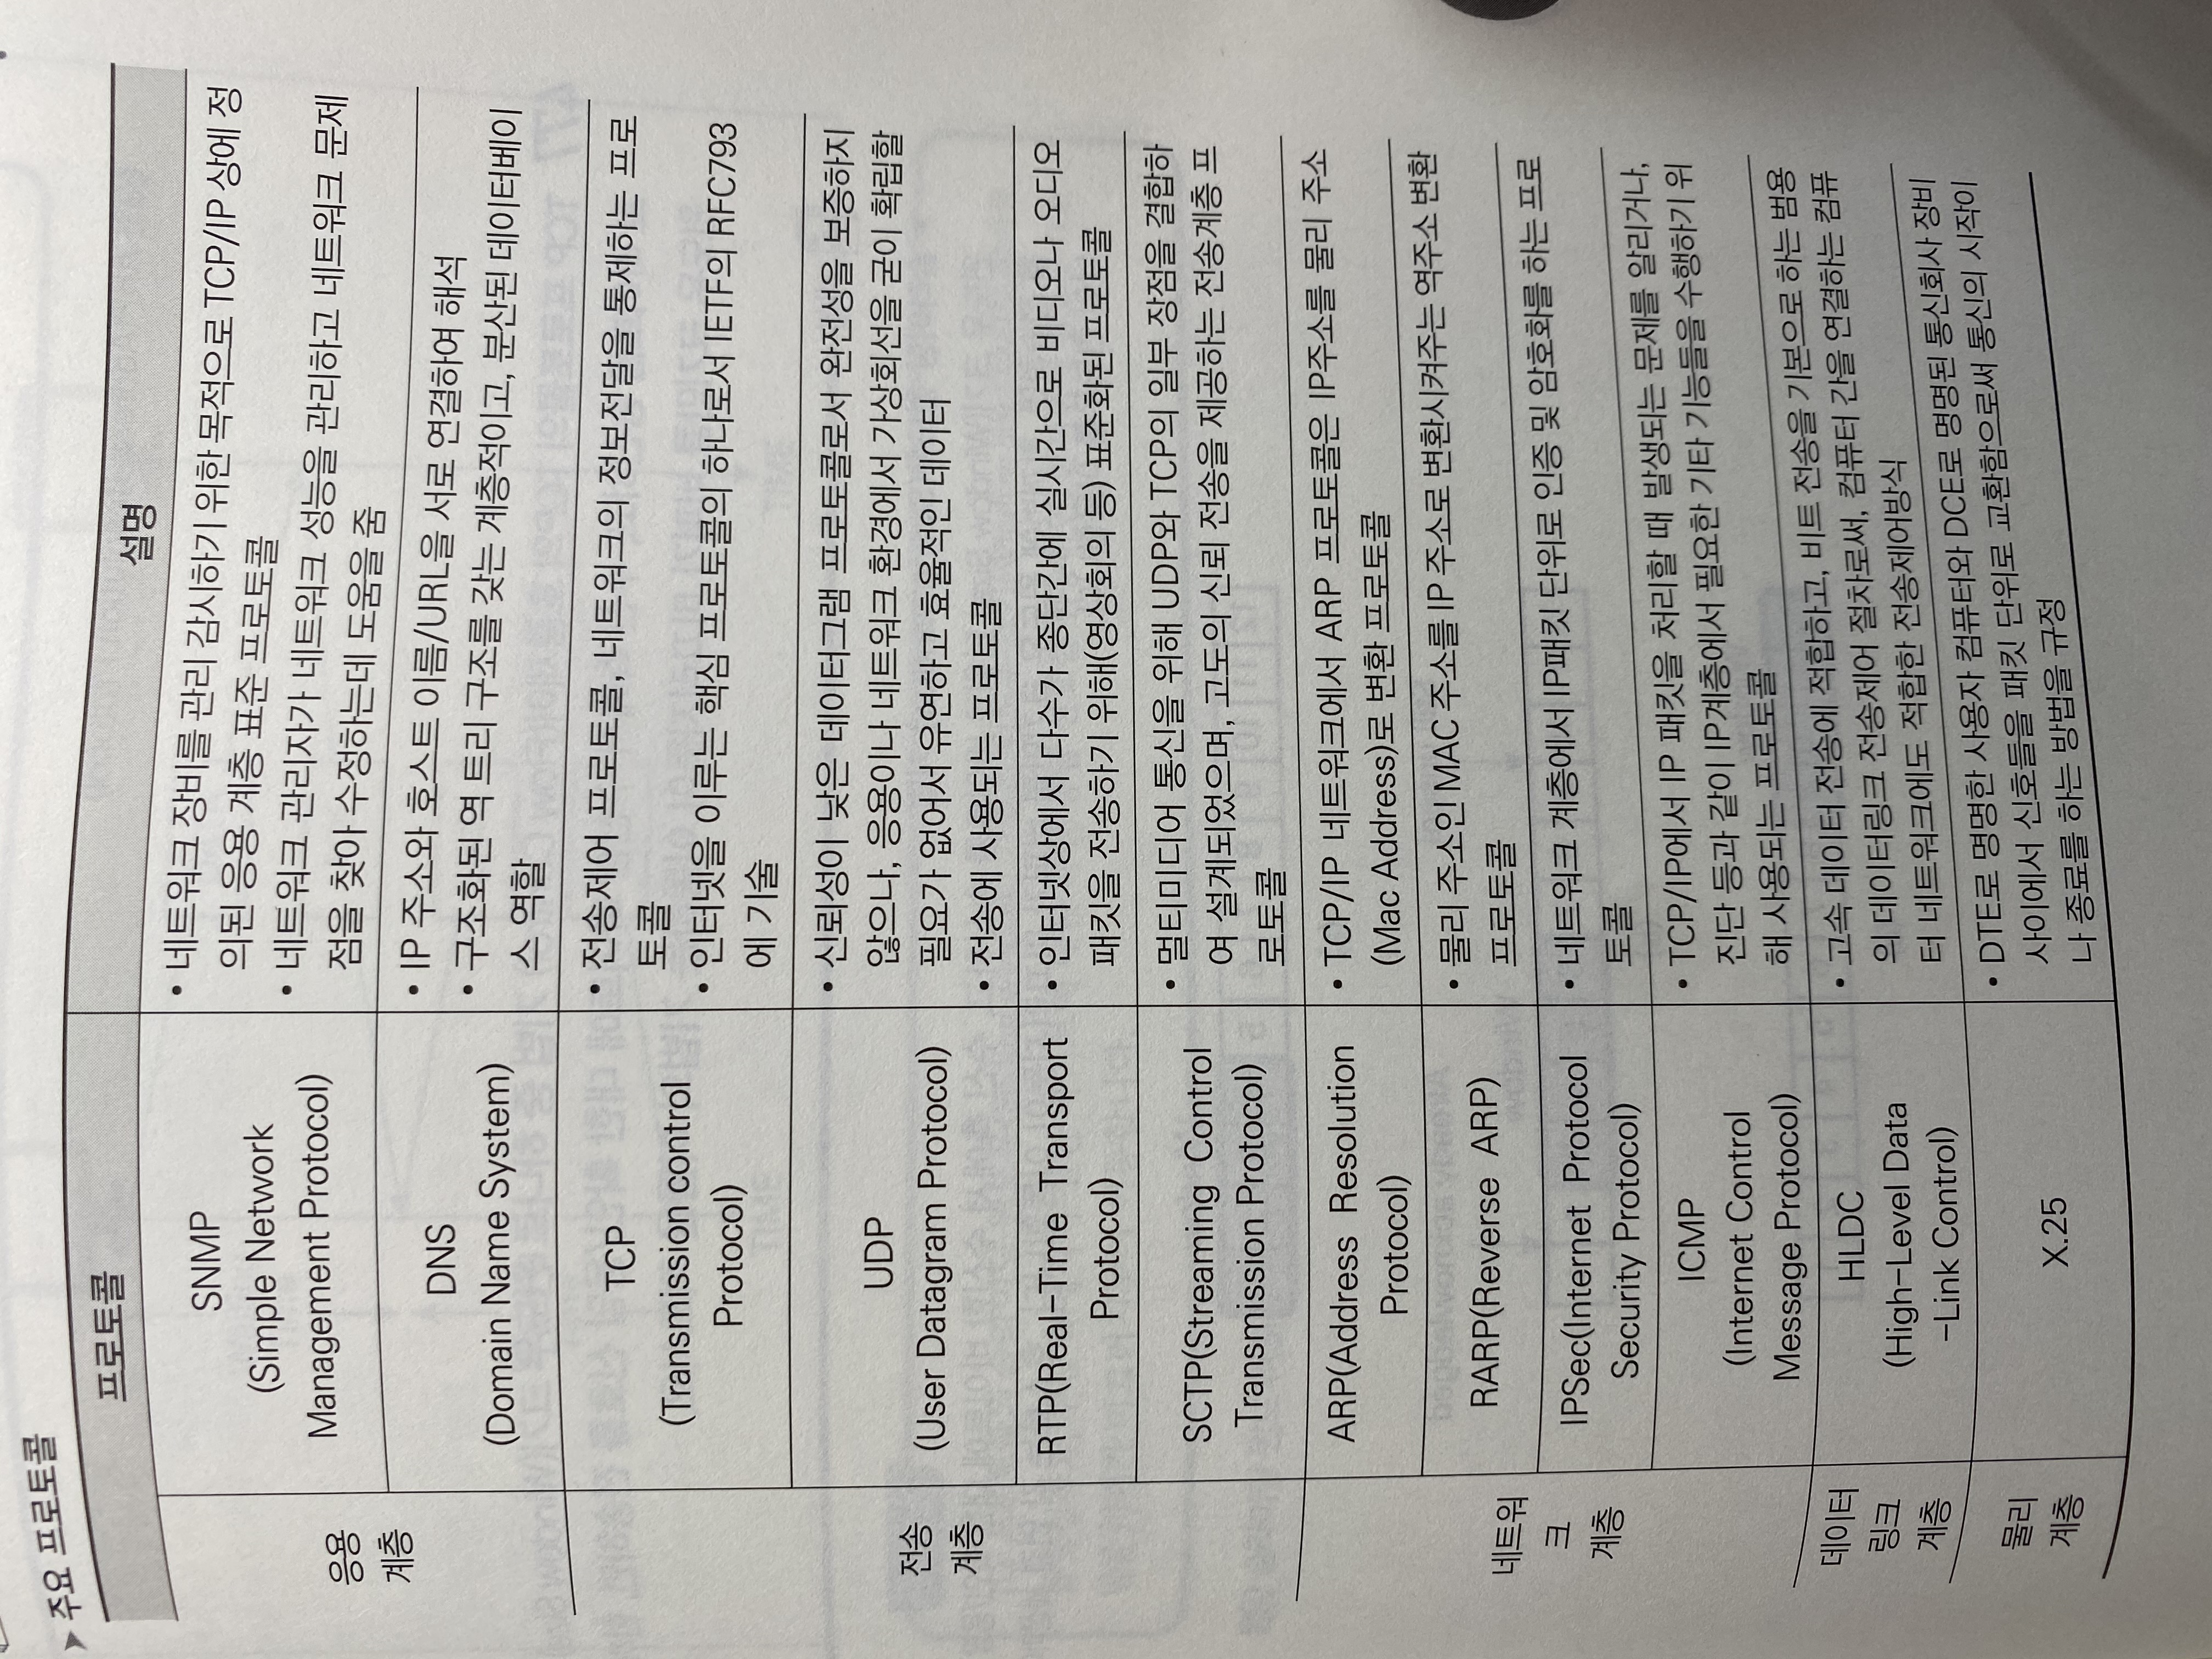 ➤ 주요 프로토콜
프로토콜
설명
응용
계층
SNMP
(Simple Network
Management Protocol)
• 네트워크 장비를 관리 감시하기 위한 목적으로 TCP/IP 상에 정
의된 응용 계층 표준 프로토콜
• 네트워크 관리자가 네트워크 성능을 관리하고 네트워크 문제
점을 찾아 수정하는데 도움을 줌
DNS
(Domain Name System)
• IP 주소와 호스트 이름/URL을 서로 연결하여 해석
• 구조화된 역 트리 구조를 갖는 계층적이고, 분산된 데이터베이
스 역할
전송
계층
TCP
(Transmission control
Protocol)
• 전송제어 프로토콜, 네트워크의 정보전달을 통제하는 프로
토콜
• 인터넷을 이루는 핵심 프로토콜의 하나로서 IETF의 RFC793
에 기술
UDP
(User Datagram Protocol)
• 신뢰성이 낮은 데이터그램 프로토콜로서 완전성을 보증하지
않으나, 응용이나 네트워크 환경에서 가상회선을 굳이 확립할
필요가 없어서 유연하고 효율적인 데이터
• 전송에 사용되는 프로토콜
RTP(Real-Time Transport
Protocol)
• 인터넷상에서 다수가 종단간에 실시간으로 비디오나 오디오
패킷을 전송하기 위해(영상회의 등) 표준화된 프로토콜
SCTP(Streaming Control
Transmission Protocol)
• 멀티미디어 통신을 위해 UDP와 TCP의 일부 장점을 결합하
여 설계되었으며, 고도의 신뢰 전송을 제공하는 전송계층 프
로토콜
네트워
크
계층
ARP(Address Resolution
Protocol)
• TCP/IP 네트워크에서 ARP 프로토콜은 IP주소를 물리 주소
(Mac Address)로 변환 프로토콜
RARP(Reverse ARP)
• 물리 주소인 MAC 주소를 IP 주소로 변환시켜주는 역주소 변환
프로토콜
IPSec(Internet Protocol
Security Protocol)
• 네트워크 계층에서 IP패킷 단위로 인증 및 암호화를 하는 프로
토콜
ICMP
(Internet Control
Message Protocol)
• TCP/IP에서 IP 패킷을 처리할 때 발생되는 문제를 알리거나,
진단 등과 같이 IP계층에서 필요한 기타 기능들을 수행하기 위
해 사용되는 프로토콜
데이터
링크
계층
HLDC
(High-Level Data
-Link Control)
• 고속 데이터 전송에 적합하고, 비트 전송을 기본으로 하는 범용
의 데이터링크 전송제어 절차로써, 컴퓨터 간을 연결하는 컴퓨
터 네트워크에도 적합한 전송제어방식
물리
계층
X.25
• DTE로 명명한 사용자 컴퓨터와 DCE로 명명된 통신회사 장비
사이에서 신호들을 패킷 단위로 교환함으로써 통신의 시작이
나 종료를 하는 방법을 규정